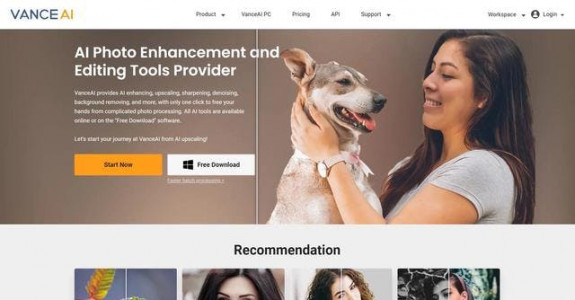 VANCE AI
Product
VanceAI PC
Pricing
API
Support
Workspace
Login
AI Photo Enhancement and
Editing Tools Provider
VanceAI provides AI enhancing, upscaling, sharpening, denoising,
background removing, and more, with only one click to free your
hands from complicated photo processing. All AI tools are available
online or on the "Free Download" software.
Let's start your journey at VanceAI from AI upscaling!
Start Now
Free Download
Recommendation